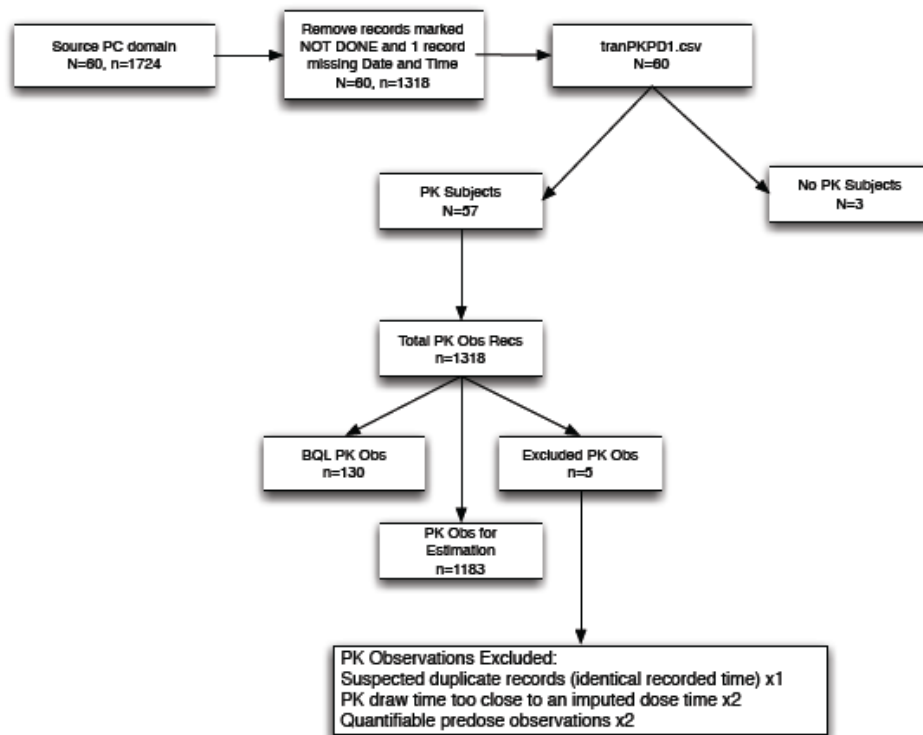 Source PC domain
N=60, n=1724
Remove records marked
NOT DONE and 1 record
missing Date and Time
N=60, n=1318
tranPKPD1.csv
N=60
PK Subjects
N=57
No PK Subjects
N=3
Total PK Obs Recs
n=1318
BQL PK Obs
n=130
Excluded PK Obs
n=5
PK Obs for
Estimation
n=1183
PK Observations Excluded:
Suspected duplicate records (identical recorded time) x1
PK draw time too close to an imputed dose time x2
Quantifiable predose observations x2